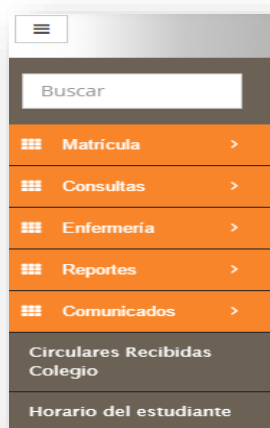 Buscar
Matrícula
Consultas
Enfermería
Reportes
Comunicados
Circulares Recibidas
Colegio
Horario del estudiante